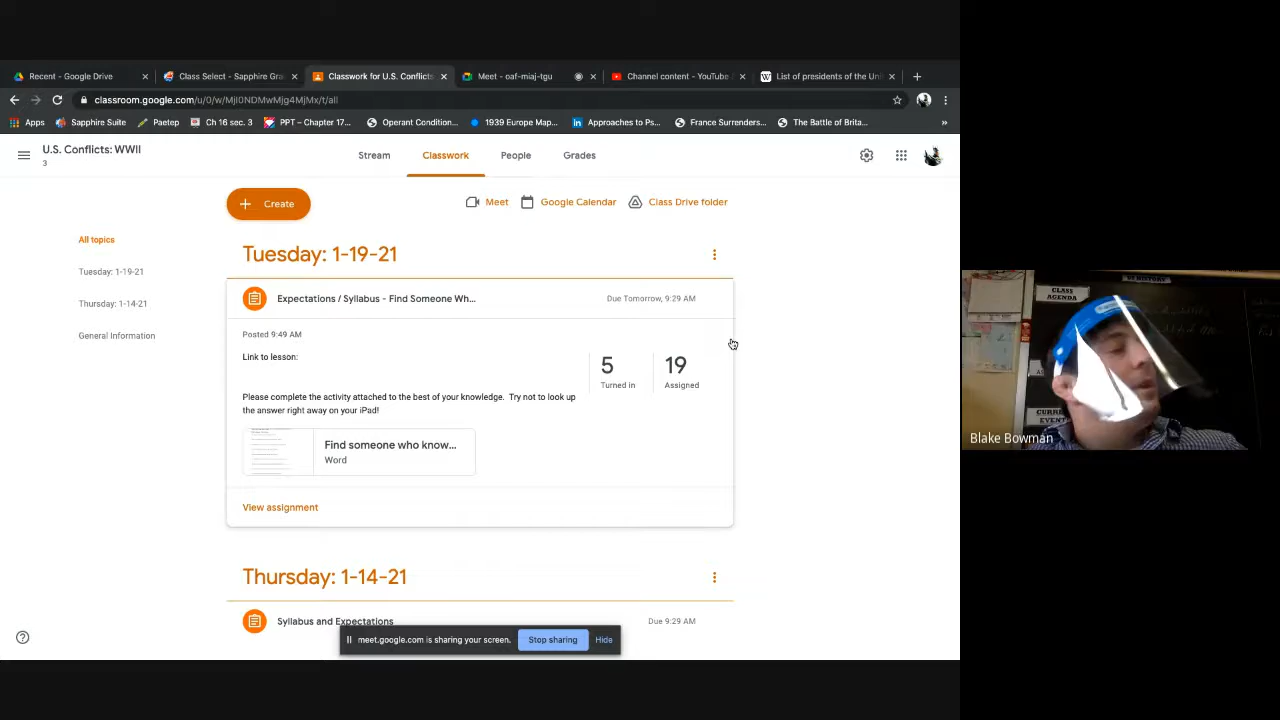 Recent - Google Drive
Class Select - Sapphire Gra
Classwork for U.S. Conflicts
Meet - oaf-miaj-tgu
Channel content - YouTube
List of presidents of the Uni
classroom.google.com/u/0/w/MjI0NDMwMjg4MjMx/t/all
Apps
Sapphire Suite
Paetep
Ch 16 sec. 3
PPT – Chapter 17...
Operant Condition...
1939 Europe Map...
Approaches to Ps...
France Surrenders...
The Battle of Brita...
»
U.S. Conflicts: WWII
3
Stream
Classwork
People
Grades
Create
Meet
Google Calendar
Class Drive folder
All topics
Tuesday: 1-19-21
Thursday: 1-14-21
General Information
Tuesday: 1-19-21
Expectations / Syllabus - Find Someone Wh...
Due Tomorrow, 9:29 AM
Posted 9:49 AM
Link to lesson:
5
Turned in
19
Assigned
Please complete the activity attached to the best of your knowledge. Try not to look up
the answer right away on your iPad!
Find someone who know...
Word
View assignment
Thursday: 1-14-21
Syllabus and Expectations
Due 9:29 AM
meet.google.com is sharing your screen.
Stop sharing
Hide
US HISTORY
CLASS
AGENDA
EVENT
Blake Bowman